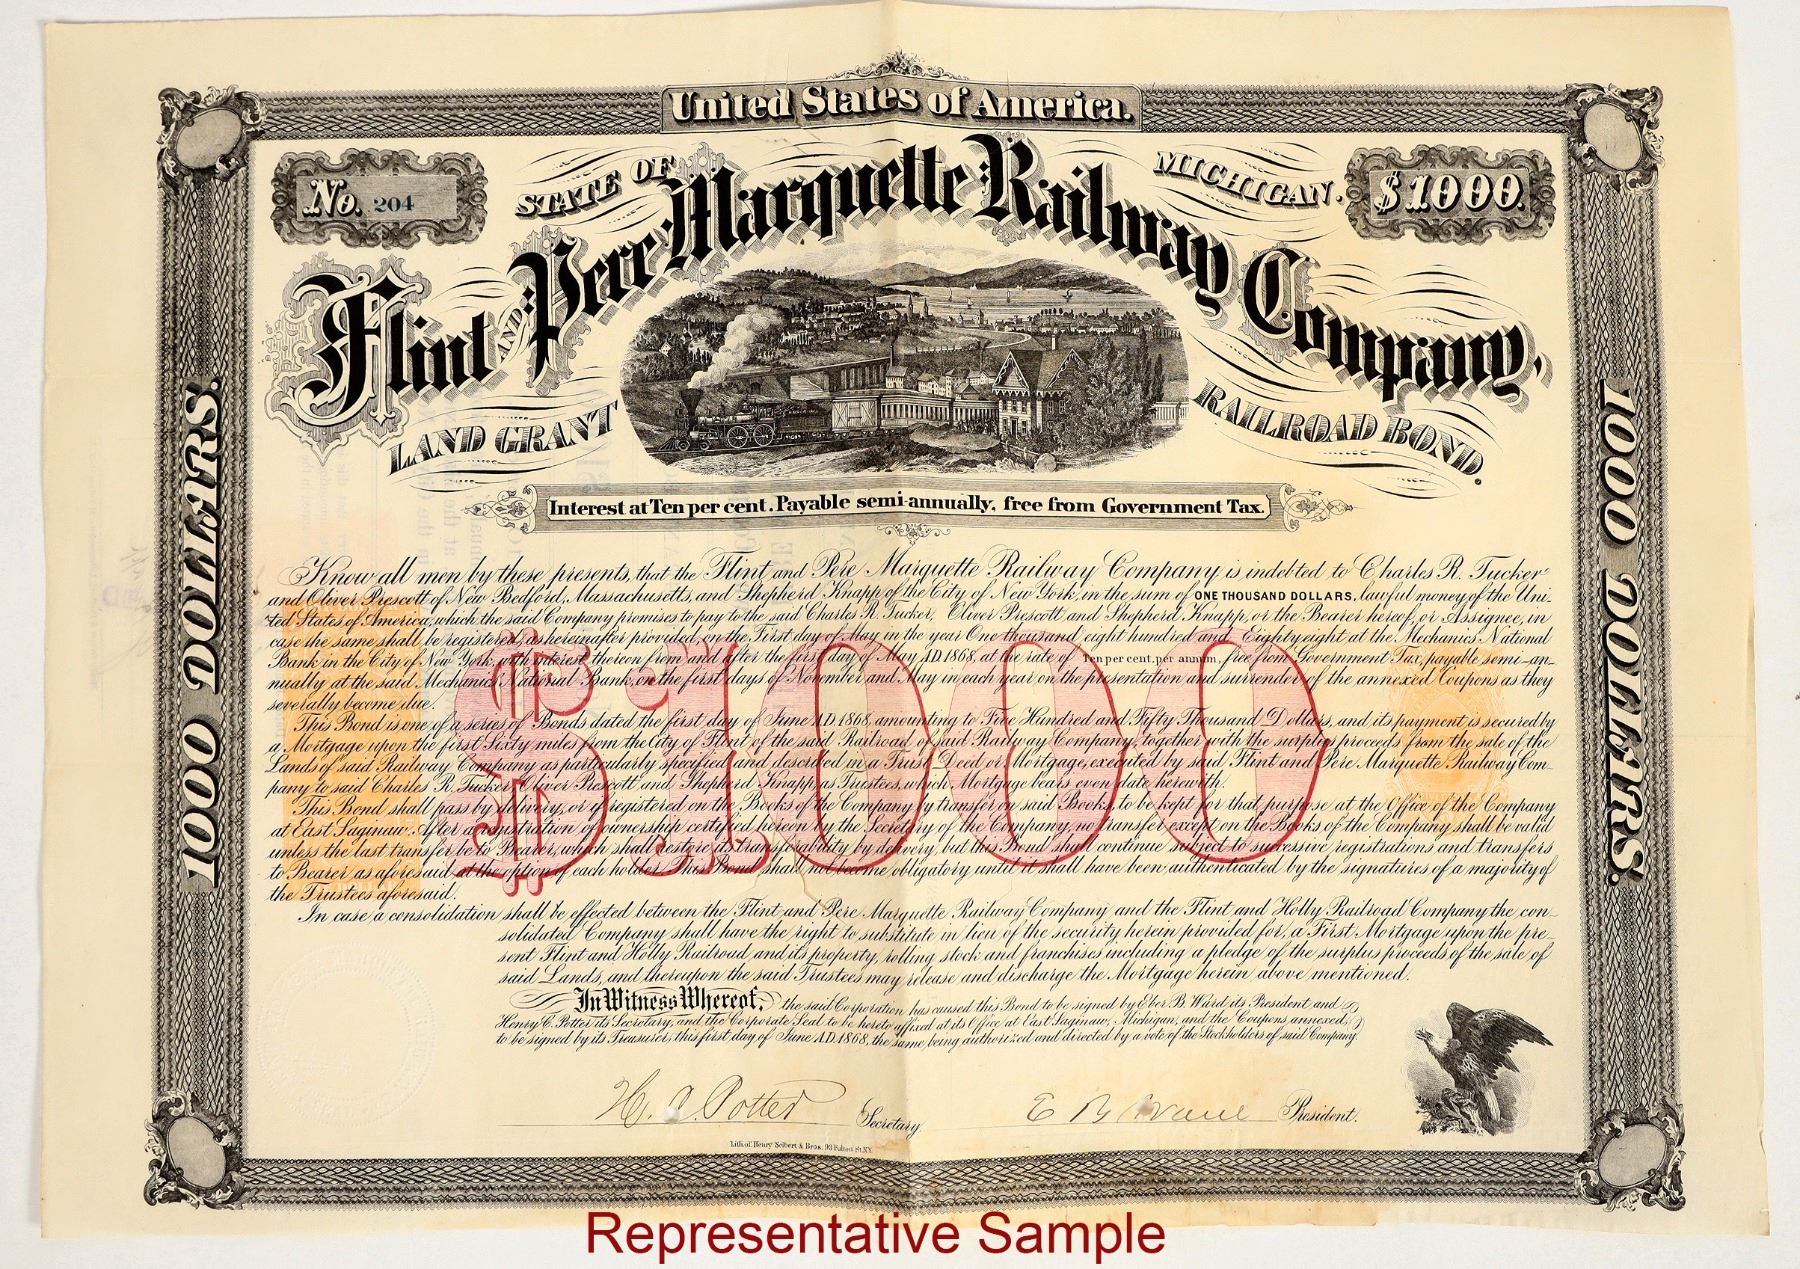 United States of America.
No. 204
STATE OF
MICHIGAN.
$1000.
Flint AND Pere Marquette Railway Company,
LAND GRANT
RAILROAD BOND.
Interest at Ten per cent. Payable semi-annually, free from Government Tax.
1000 DOLLARS.
1000 DOLLARS.
Know all men by these presents, that the Flint and Pere Marquette Railway Company is indebted to Charles R. Tucker
and Oliver Prescott of New Bedford, Massachusetts, and Shepherd Knapp of the City of New York, in the sum of ONE THOUSAND DOLLARS, lawful money of the Uni-
ted States of America, which the said Company promises to pay to the said Charles R. Tucker, Oliver Prescott and Shepherd Knapp, or the Bearer hereof, or Assignee, in
case the same shall be registered, as hereinafter provided, on the First day of May in the year One thousand eight hundred and Eighty eight at the Mechanics National
Bank in the City of New York, with interest thereon from and after the first day of May A.D. 1868, at the rate of Ten per cent, per annum, free from Government Tax, payable semi-an-
nually at the said Mechanics National Bank, on the first days of November and May in each year on the presentation and surrender of the annexed Coupons as they
severally become due.
This Bond is one of a series of Bonds dated the first day of June A.D. 1868, amounting to Five Hundred and Fifty Thousand Dollars, and its payment is secured by
a Mortgage upon the first Sixty miles from the City of Flint of the said Railroad of said Railway Company, together with the surplus proceeds from the sale of the
Lands of said Railway Company as particularly specified and described in a Trust Deed or Mortgage, executed by said Flint and Pere Marquette Railway Com-
pany to said Charles R. Tucker, Oliver Prescott and Shepherd Knapp as Trustees, which Mortgage bears even date herewith.
This Bond shall pass by delivery, or if registered on the Books of the Company by transfer on said Books, to be kept for that purpose at the Office of the Company
at East Saginaw. After a registration of ownership certified hereon by the Secretary of the Company, no transfer except on the Books of the Company shall be valid
unless the last transfer be to Bearer, which shall restore its transferability by delivery, but this Bond shall continue subject to successive registrations and transfers
to Bearer as aforesaid at the option of each holder. This Bond shall not become obligatory until it shall have been authenticated by the signatures of a majority of
the Trustees aforesaid.
$1000
In case a consolidation shall be effected between the Flint and Pere Marquette Railway Company and the Flint and Holly Railroad Company the con-
solidated Company shall have the right to substitute in lieu of the security herein provided for, a First Mortgage upon the pre-
sent Flint and Holly Railroad, and its property, rolling stock and franchises including a pledge of the surplus proceeds of the sale of
said Lands, and thereupon the said Trustees may release and discharge the Mortgage herein above mentioned.
In Witness Whereof, the said Corporation has caused this Bond to be signed by Eber B. Ward its President and
Henry C. Potter its Secretary, and the Corporate Seal to be hereto affixed at its Office at East Saginaw, Michigan, and the Coupons annexed,
to be signed by its Treasurer, this first day of June A.D. 1868, the same being authorized and directed by a vote of the Stockholders of said Company.
H. C. Potter Secretary
E B Ward President.
Lith. of Henry Seibert & Bros. 93 Fulton St. N.Y.
Representative Sample